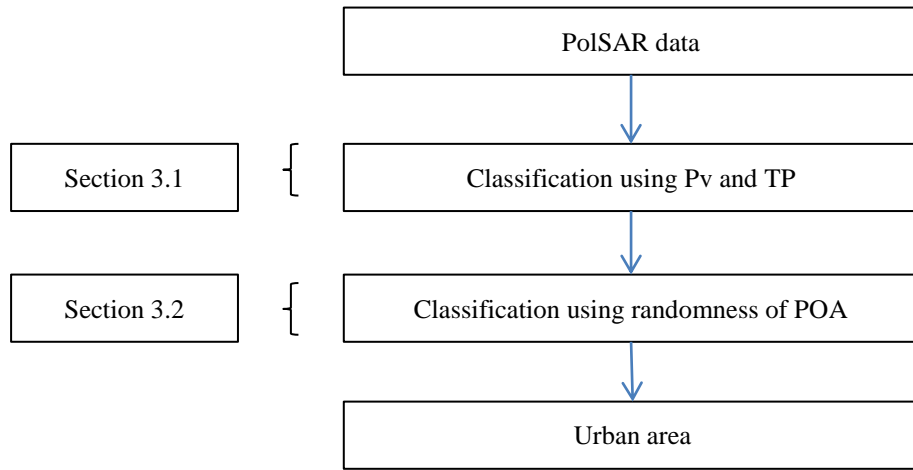 PolSAR data
Section 3.1
Classification using Pv and TP
Section 3.2
Classification using randomness of POA
Urban area